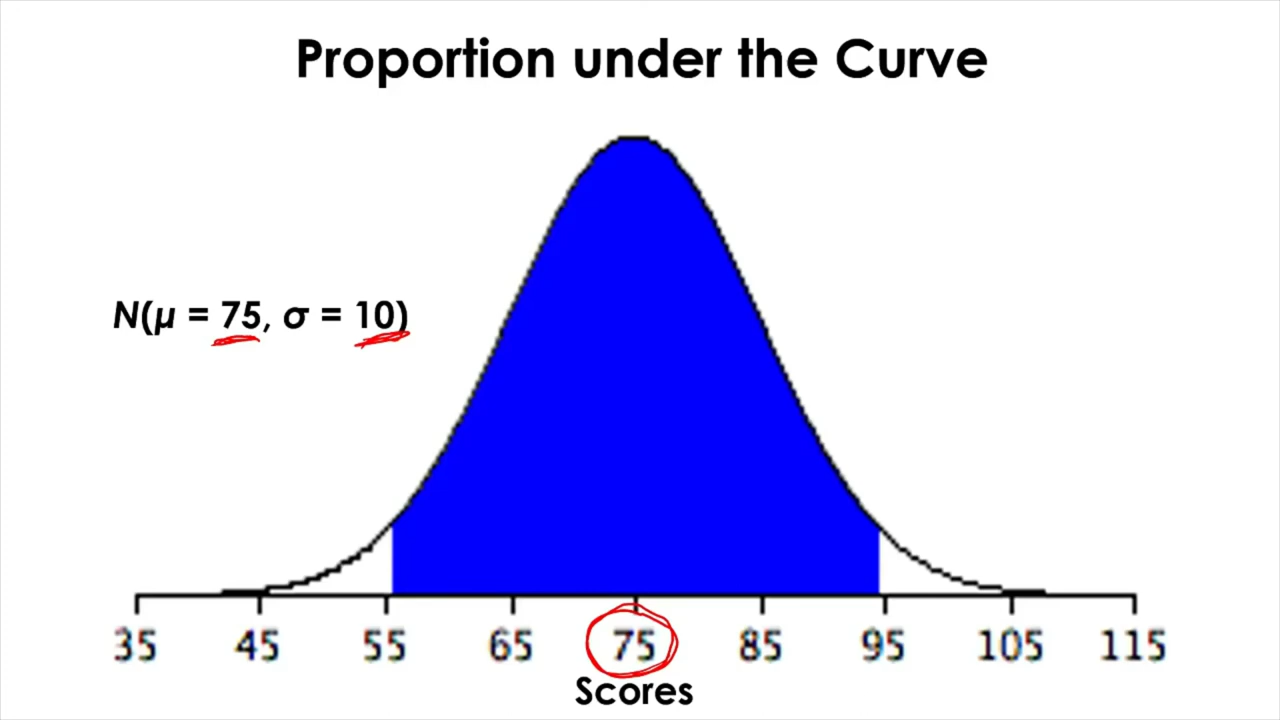 Proportion under the Curve
N(μ = 75, σ = 10)
35 45 55 65 75 85 95 105 115
Scores